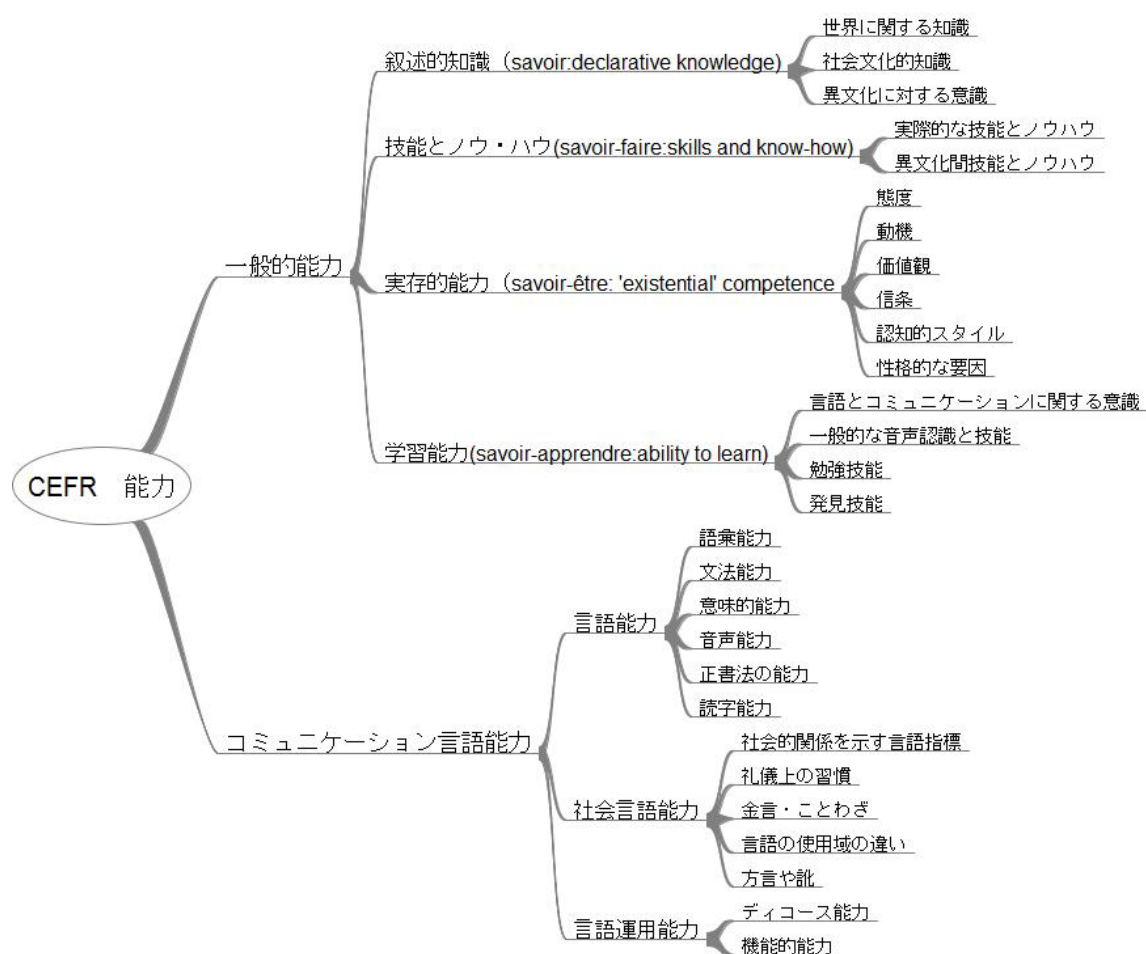 CEFR 能力
一般的能力
叙述的知識（savoir:declarative knowledge)
世界に関する知識
社会文化的知識
異文化に対する意識
技能とノウ・ハウ(savoir-faire:skills and know-how)
実際的な技能とノウハウ
異文化間技能とノウハウ
実存的能力（savoir-être: 'existential' competence
態度
動機
価値観
信条
認知的スタイル
性格的な要因
学習能力(savoir-apprendre:ability to learn)
言語とコミュニケーションに関する意識
一般的な音声認識と技能
勉強技能
発見技能
コミュニケーション言語能力
言語能力
語彙能力
文法能力
意味的能力
音声能力
正書法の能力
読字能力
社会言語能力
社会的関係を示す言語指標
礼儀上の習慣
金言・ことわざ
言語の使用域の違い
方言や訛
言語運用能力
ディコース能力
機能的能力